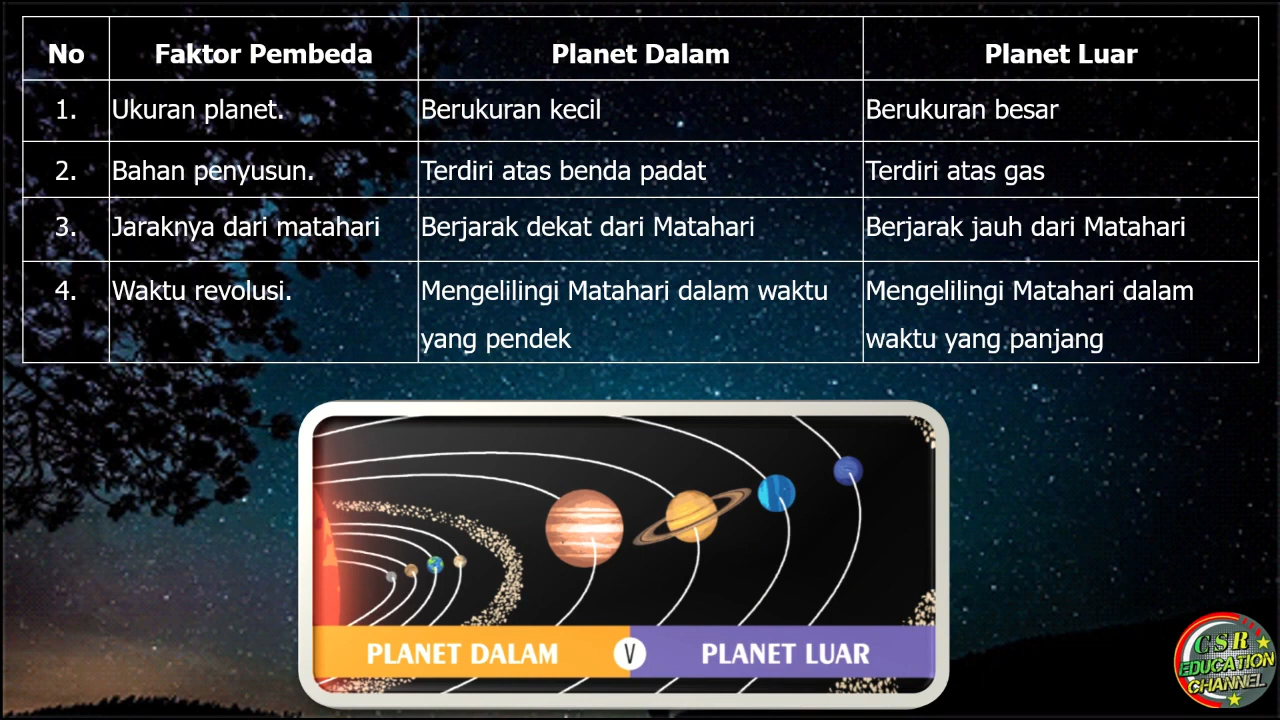 No Faktor Pembeda Planet Dalam Planet Luar
1. Ukuran planet. Berukuran kecil Berukuran besar
2. Bahan penyusun. Terdiri atas benda padat Terdiri atas gas
3. Jaraknya dari matahari Berjarak dekat dari Matahari Berjarak jauh dari Matahari
4. Waktu revolusi. Mengelilingi Matahari dalam waktu Mengelilingi Matahari dalam
yang pendek waktu yang panjang
PLANET DALAM V PLANET LUAR
CSR
EDUCATION
CHANNEL